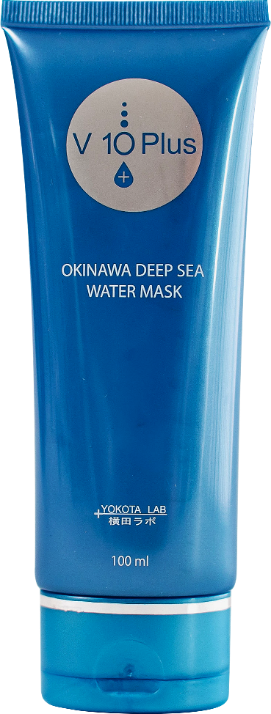 V 10 Plus
OKINAWA DEEP SEA
WATER MASK
YOKOTA LAB
横田ラボ
100 ml